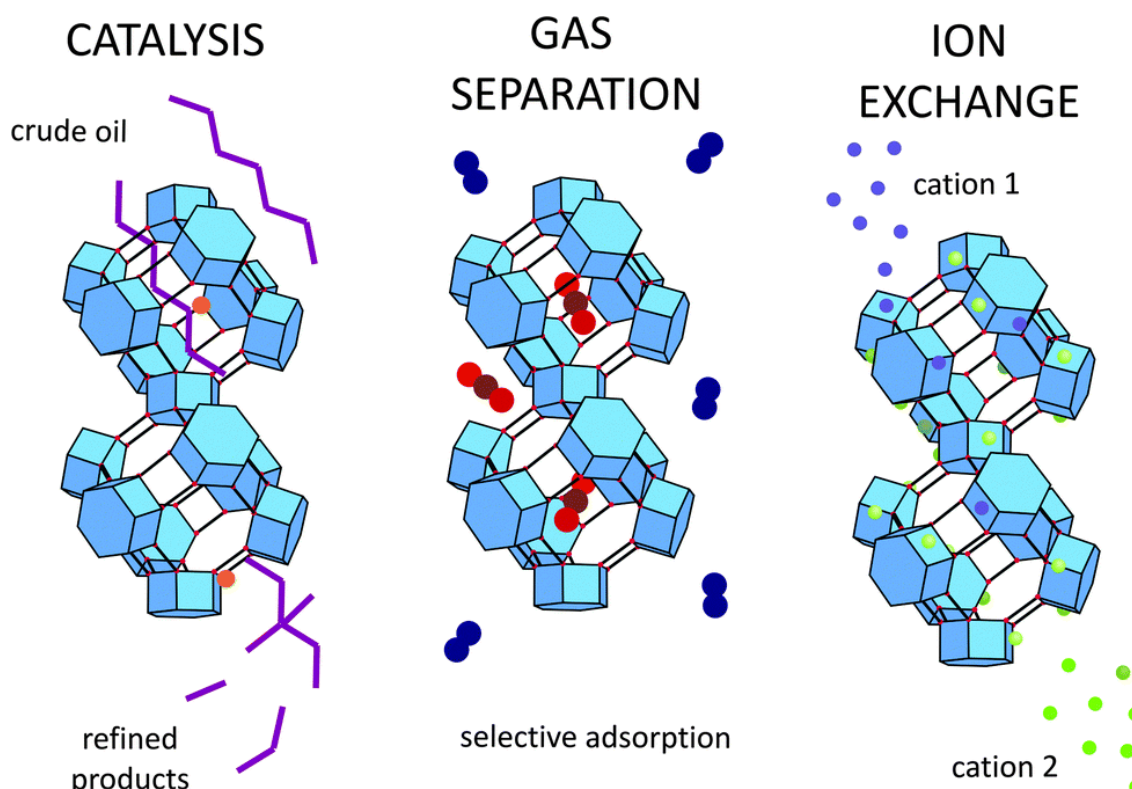 CATALYSIS
crude oil
refined
products
GAS
SEPARATION
selective adsorption
ION
EXCHANGE
cation 1
cation 2